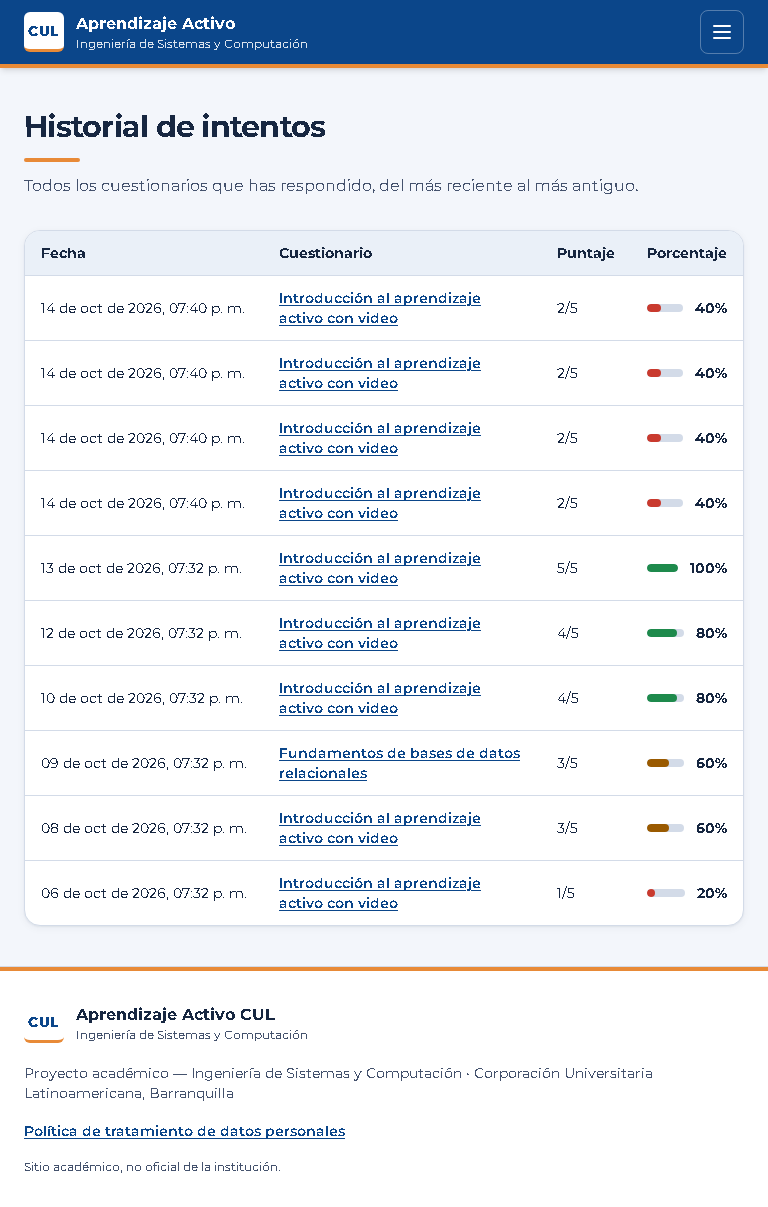 CUL
Aprendizaje Activo
Ingeniería de Sistemas y Computación
Historial de intentos
Todos los cuestionarios que has respondido, del más reciente al más antiguo.
Fecha Cuestionario Puntaje Porcentaje
14 de oct de 2026, 07:40 p. m. Introducción al aprendizaje activo con video 2/5 40%
14 de oct de 2026, 07:40 p. m. Introducción al aprendizaje activo con video 2/5 40%
14 de oct de 2026, 07:40 p. m. Introducción al aprendizaje activo con video 2/5 40%
14 de oct de 2026, 07:40 p. m. Introducción al aprendizaje activo con video 2/5 40%
13 de oct de 2026, 07:32 p. m. Introducción al aprendizaje activo con video 5/5 100%
12 de oct de 2026, 07:32 p. m. Introducción al aprendizaje activo con video 4/5 80%
10 de oct de 2026, 07:32 p. m. Introducción al aprendizaje activo con video 4/5 80%
09 de oct de 2026, 07:32 p. m. Fundamentos de bases de datos relacionales 3/5 60%
08 de oct de 2026, 07:32 p. m. Introducción al aprendizaje activo con video 3/5 60%
06 de oct de 2026, 07:32 p. m. Introducción al aprendizaje activo con video 1/5 20%
CUL
Aprendizaje Activo CUL
Ingeniería de Sistemas y Computación
Proyecto académico — Ingeniería de Sistemas y Computación · Corporación Universitaria
Latinoamericana, Barranquilla
Política de tratamiento de datos personales
Sitio académico, no oficial de la institución.